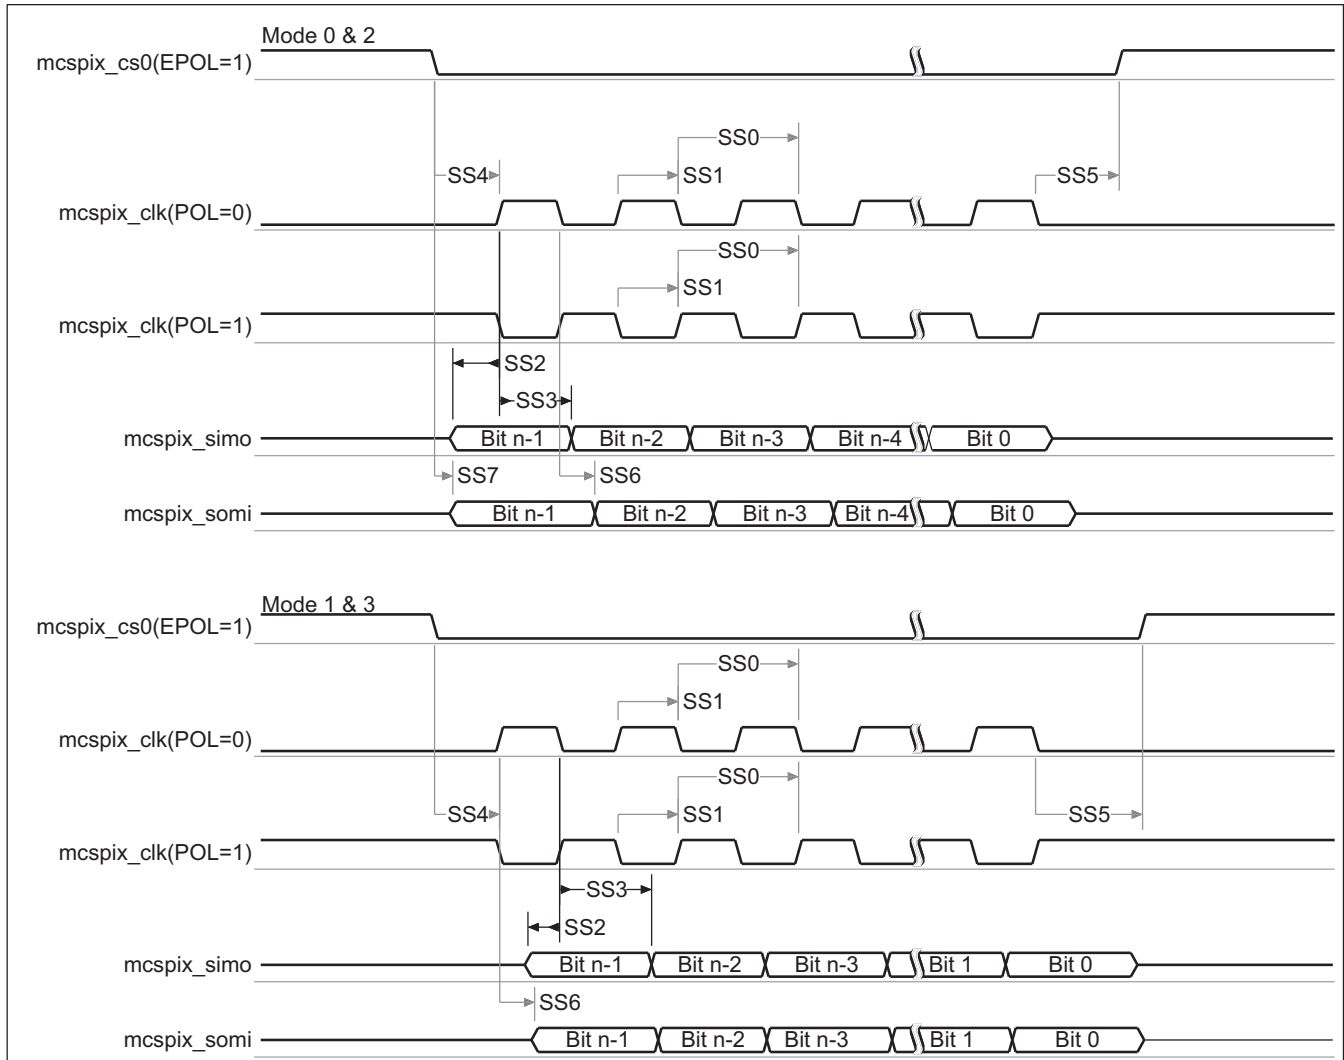 Mode 0 & 2
mcspix_cs0(EPOL=1)
SS0
SS4
SS1
SS5
mcspix_clk(POL=0)
SS0
SS1
mcspix_clk(POL=1)
SS2
SS3
mcspix_simo Bit n-1 Bit n-2 Bit n-3 Bit n-4 Bit 0
SS7 SS6
mcspix_somi Bit n-1 Bit n-2 Bit n-3 Bit n-4 Bit 0
Mode 1 & 3
mcspix_cs0(EPOL=1)
SS0
SS1
mcspix_clk(POL=0)
SS0
SS4 SS1 SS5
mcspix_clk(POL=1)
SS3
SS2
mcspix_simo Bit n-1 Bit n-2 Bit n-3 Bit 1 Bit 0
SS6
mcspix_somi Bit n-1 Bit n-2 Bit n-3 Bit 1 Bit 0